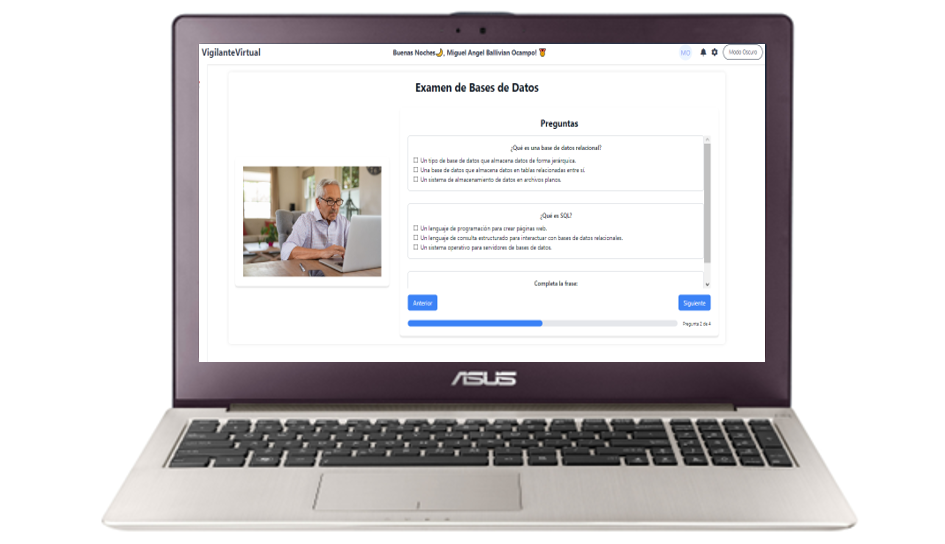 VigilanteVirtual
Buenas Noches🌙, Miguel Angel Ballivian Ocampo! 🦉
MO
Modo Oscuro
Examen de Bases de Datos
Preguntas
¿Qué es una base de datos relacional?
Un tipo de base de datos que almacena datos de forma jerárquica.
Una base de datos que almacena datos en tablas relacionadas entre sí.
Un sistema de almacenamiento de datos en archivos planos.
¿Qué es SQL?
Un lenguaje de programación para crear páginas web.
Un lenguaje de consulta estructurado para interactuar con bases de datos relacionales.
Un sistema operativo para servidores de bases de datos.
Completa la frase:
Anterior
Siguiente
Pregunta 2 de 4
ASUS